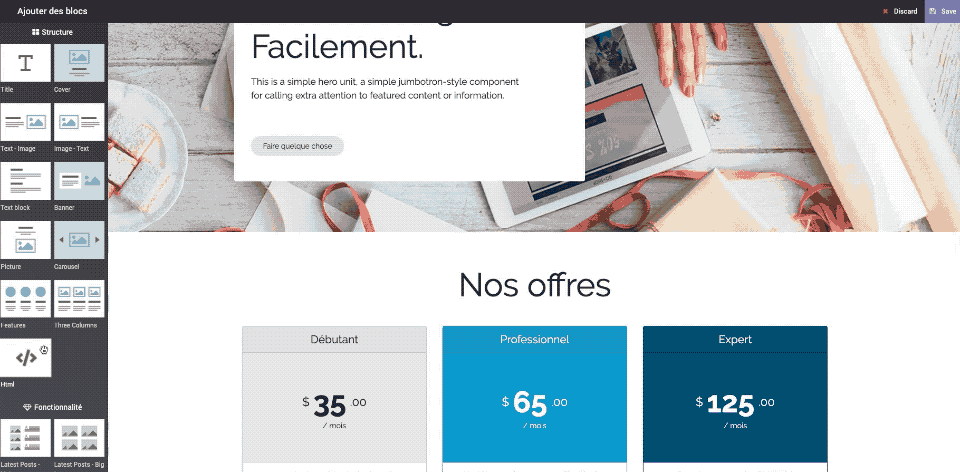 Ajouter des blocs
Discard
Save
Structure
Title
Cover
Text - Image
Image - Text
Text block
Banner
Picture
Carousel
Features
Three Columns
Html
Fonctionnalité
Latest Posts -
Latest Posts - Big
Facilement.
This is a simple hero unit, a simple jumbotron-style component
for calling extra attention to featured content or information.
Faire quelque chose
Nos offres
Débutant
$ 35 .00
/ mois
Professionnel
$ 65 .00
/ mois
Expert
$ 125 .00
/ mois